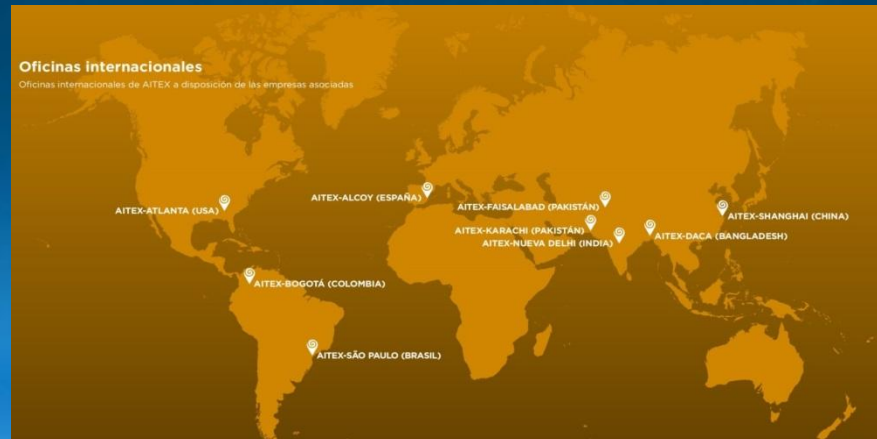 Oficinas internacionales
Oficinas internacionales de AITEX a disposición de las empresas asociadas
AITEX-ATLANTA (USA)
AITEX-ALCOY (ESPAÑA)
AITEX-FAISALABAD (PAKISTÁN)
AITEX-SHANGHAI (CHINA)
AITEX-KARACHI (PAKISTÁN)
AITEX-DACA (BANGLADESH)
AITEX-NUEVA DELHI (INDIA)
AITEX-BOGOTÁ (COLOMBIA)
AITEX-SÃO PAULO (BRASIL)